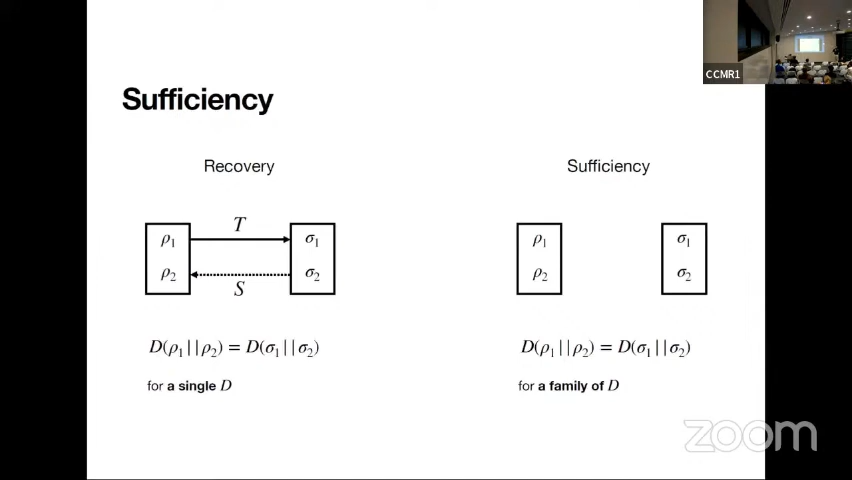 CCMR1
Sufficiency
Recovery
T
ρ₁
ρ₂
σ₁
σ₂
S
D(ρ₁||ρ₂) = D(σ₁||σ₂)
for a single D
Sufficiency
ρ₁
ρ₂
σ₁
σ₂
D(ρ₁||ρ₂) = D(σ₁||σ₂)
for a family of D
zoom